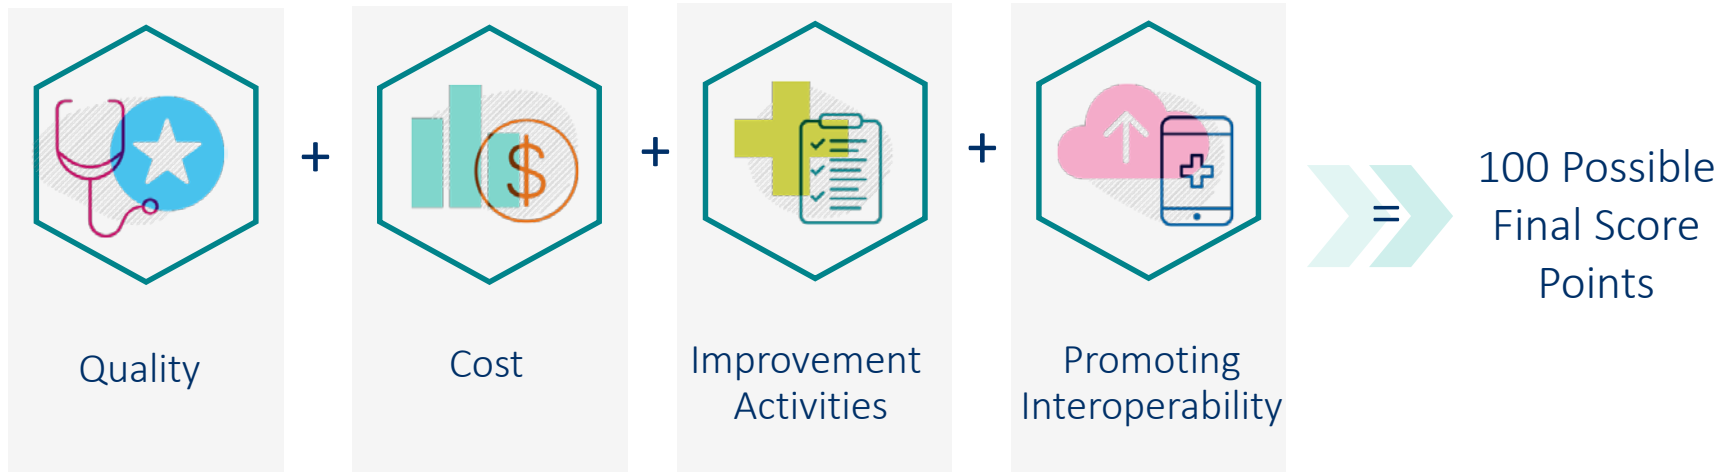 Quality
+
Cost
+
Improvement
Activities
+
Promoting
Interoperability
=
100 Possible
Final Score
Points
$